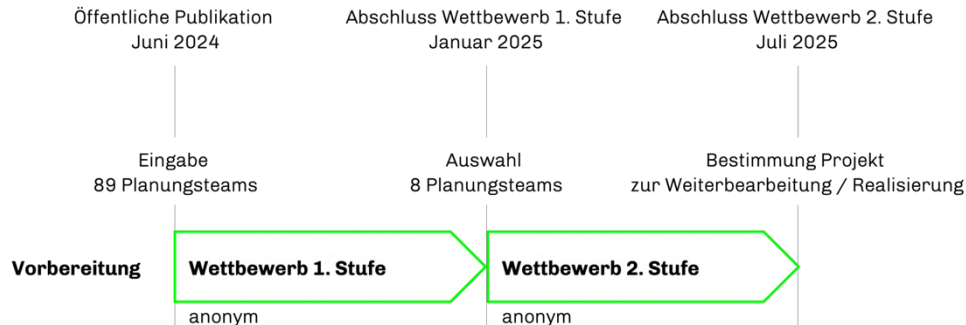 Öffentliche Publikation
Juni 2024
Abschluss Wettbewerb 1. Stufe
Januar 2025
Abschluss Wettbewerb 2. Stufe
Juli 2025
Eingabe
89 Planungsteams
Auswahl
8 Planungsteams
Bestimmung Projekt
zur Weiterbearbeitung / Realisierung
Vorbereitung
Wettbewerb 1. Stufe
Wettbewerb 2. Stufe
anonym
anonym